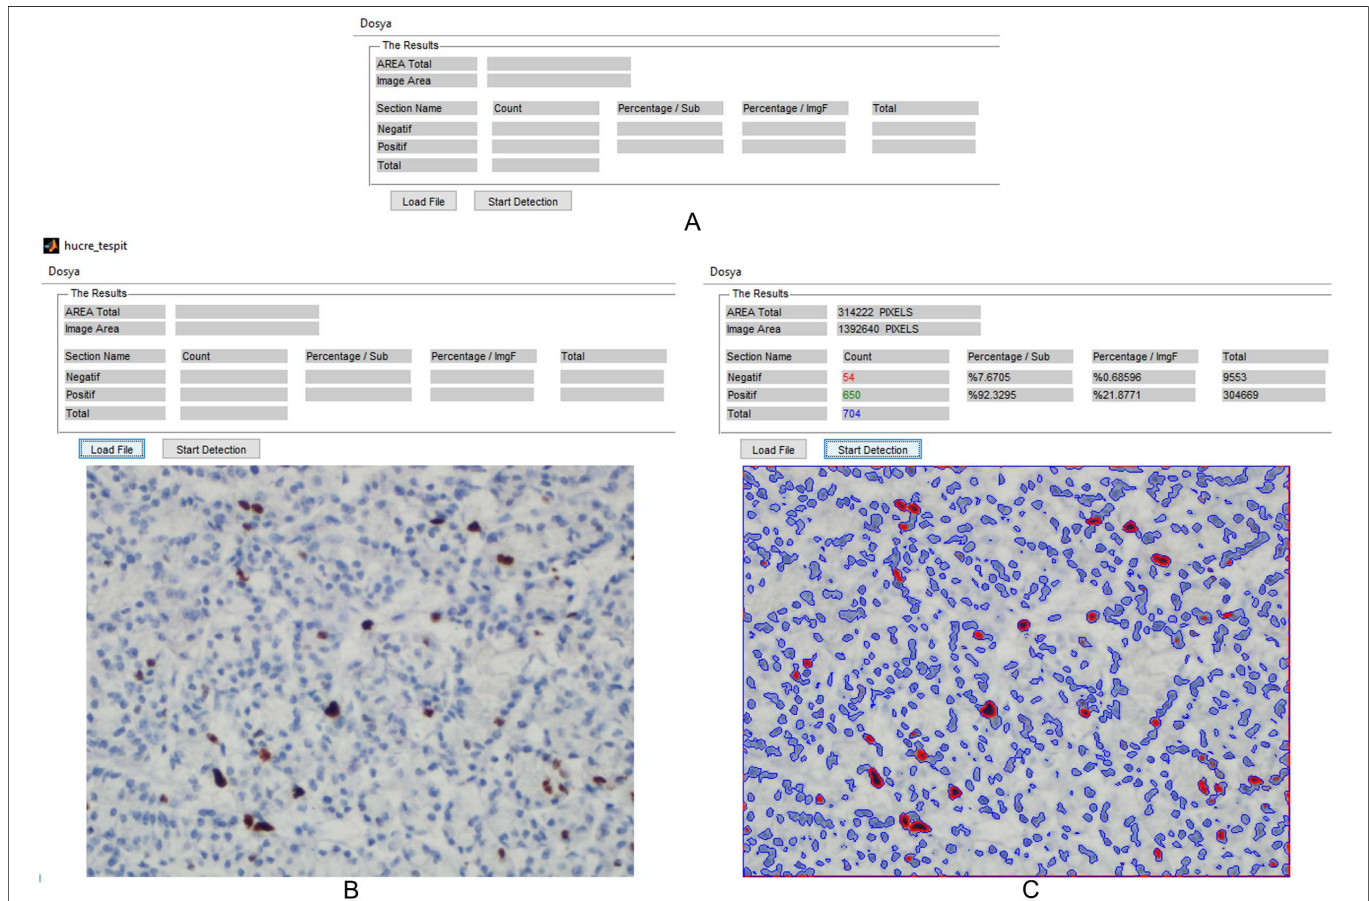 Dosya
The Results
AREA Total
Image Area
Section Name Count Percentage / Sub Percentage / ImgF Total
Negatif
Positif
Total
Load File Start Detection
A
hucre_tespit
Dosya
The Results
AREA Total
Image Area
Section Name Count Percentage / Sub Percentage / ImgF Total
Negatif
Positif
Total
Load File Start Detection
B
Dosya
The Results
AREA Total 314222 PIXELS
Image Area 1392640 PIXELS
Section Name Count Percentage / Sub Percentage / ImgF Total
Negatif 54 %7.6705 %0.68596 9553
Positif 650 %92.3295 %21.8771 304669
Total 704
Load File Start Detection
C